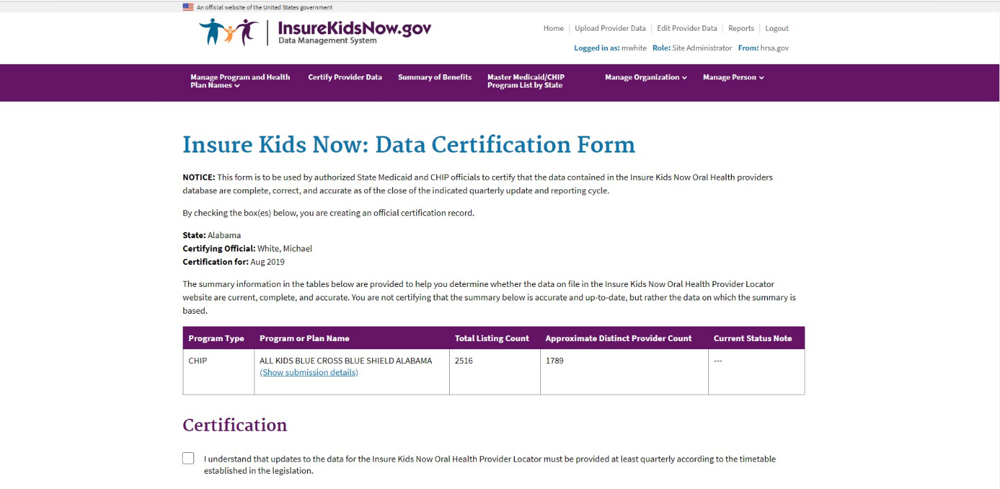 An official website of the United States government
InsureKidsNow.gov
Data Management System
Home Upload Provider Data Edit Provider Data Reports Logout
Logged in as: mwhite Role: Site Administrator From: hrsa.gov
Manage Program and Health
Plan Names
Certify Provider Data
Summary of Benefits
Master Medicaid/CHIP
Program List by State
Manage Organization
Manage Person
Insure Kids Now: Data Certification Form
NOTICE: This form is to be used by authorized State Medicaid and CHIP officials to certify that the data contained in the Insure Kids Now Oral Health providers
database are complete, correct, and accurate as of the close of the indicated quarterly update and reporting cycle.
By checking the box(es) below, you are creating an official certification record.
State: Alabama
Certifying Official: White, Michael
Certification for: Aug 2019
The summary information in the tables below are provided to help you determine whether the data on file in the Insure Kids Now Oral Health Provider Locator
website are current, complete, and accurate. You are not certifying that the summary below is accurate and up-to-date, but rather the data on which the summary is
based.
Program Type Program or Plan Name Total Listing Count Approximate Distinct Provider Count Current Status Note
CHIP ALL KIDS BLUE CROSS BLUE SHIELD ALABAMA 2516 1789 ---
(Show submission details)
Certification
I understand that updates to the data for the Insure Kids Now Oral Health Provider Locator must be provided at least quarterly according to the timetable
established in the legislation.